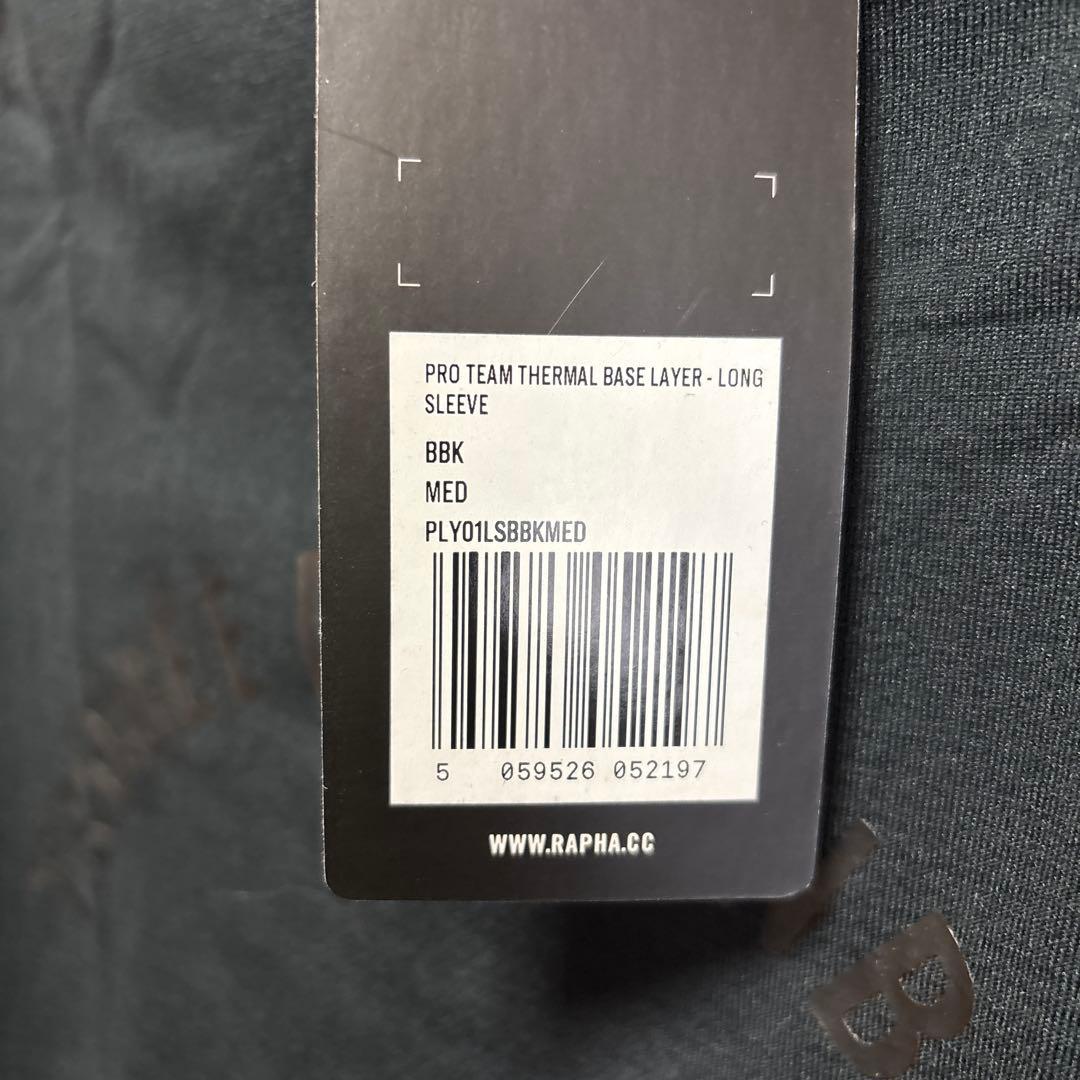 PRO TEAM THERMAL BASE LAYER - LONG
SLEEVE
BBK
MED
PLY01LSBBKMED
5 059526 052197
WWW.RAPHA.CC
B